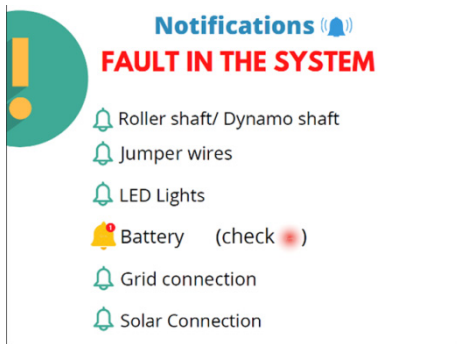 Notifications
FAULT IN THE SYSTEM
Roller shaft/ Dynamo shaft
Jumper wires
LED Lights
Battery (check )
Grid connection
Solar Connection